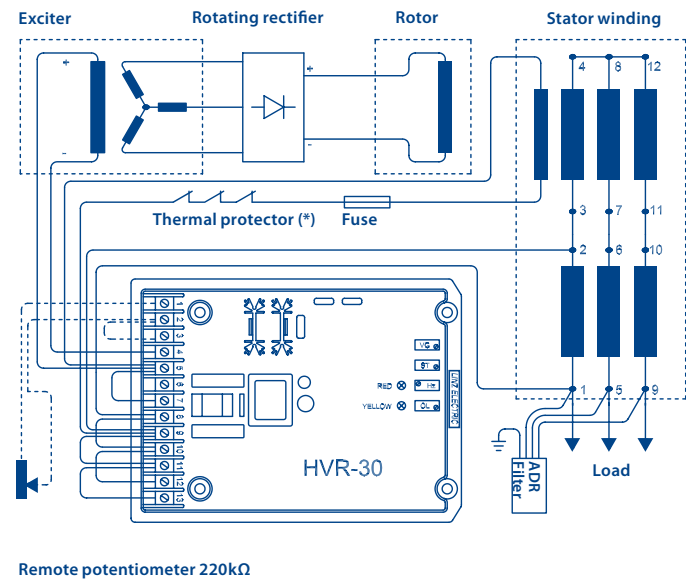 Exciter
Rotating rectifier
Rotor
Stator winding
+
-
+
-
4 8 12
3 7 11
2 6 10
1 5 9
Thermal protector (*)
Fuse
1
2
3
4
5
6
7
8
9
10
11
12
13
VG
ST
RED
Hz
YELLOW
OL
HVR-30
ADR
Filter
Load
Remote potentiometer 220kΩ